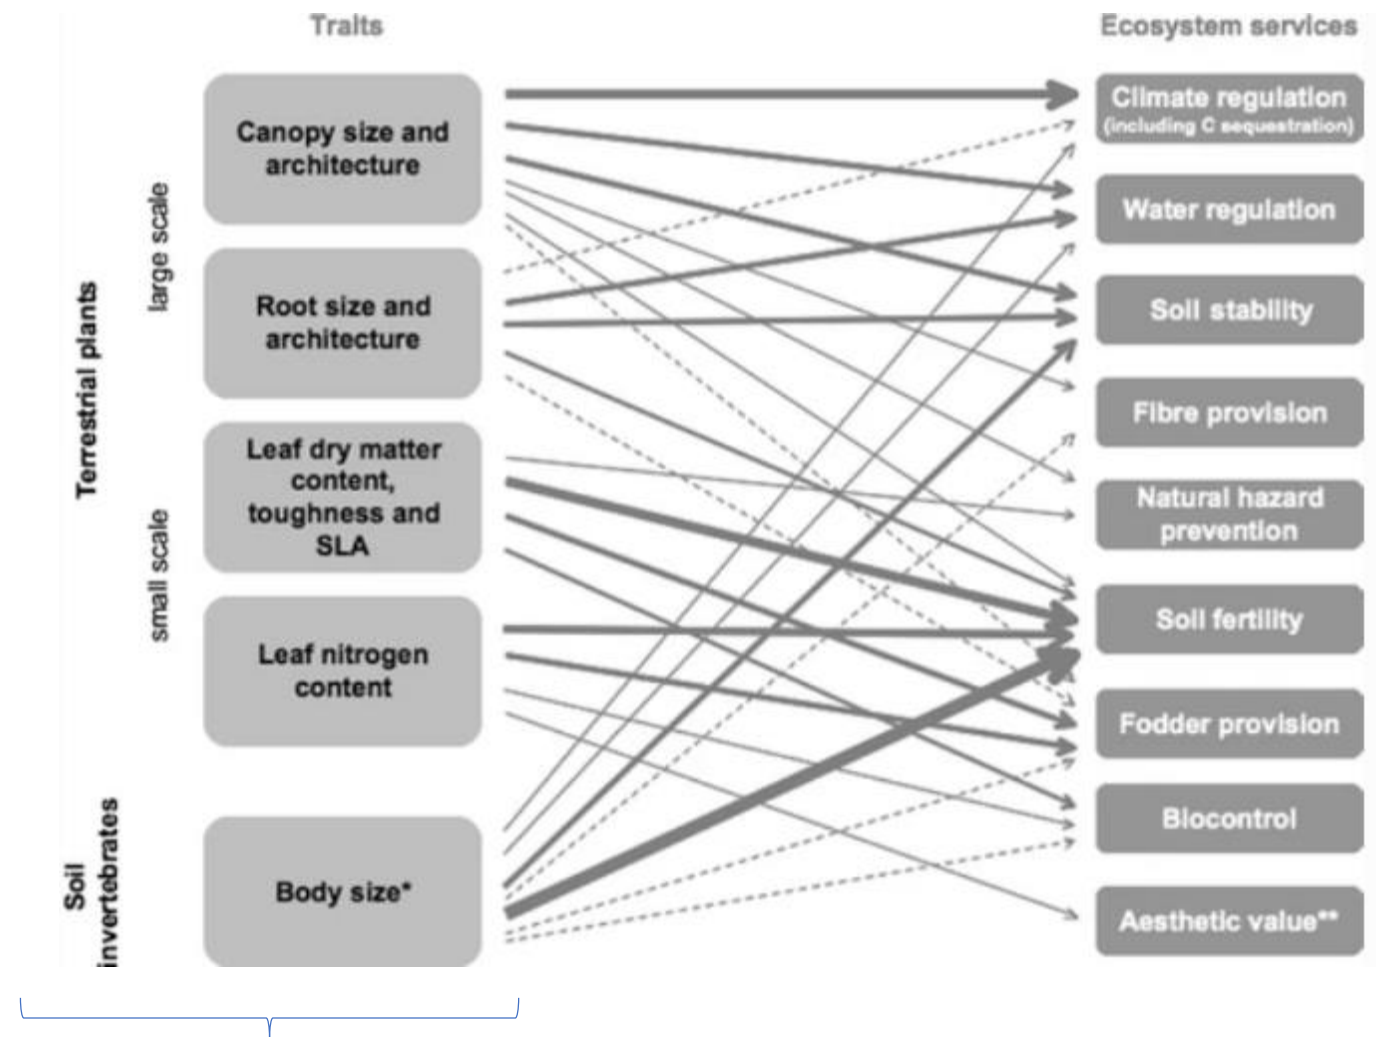 Traits
Ecosystem services
Terrestrial plants
large scale
small scale
Soil
invertebrates
Canopy size and
architecture
Root size and
architecture
Leaf dry matter
content,
toughness and
SLA
Leaf nitrogen
content
Body size*
Climate regulation
(including C sequestration)
Water regulation
Soil stability
Fibre provision
Natural hazard
prevention
Soil fertility
Fodder provision
Biocontrol
Aesthetic value**